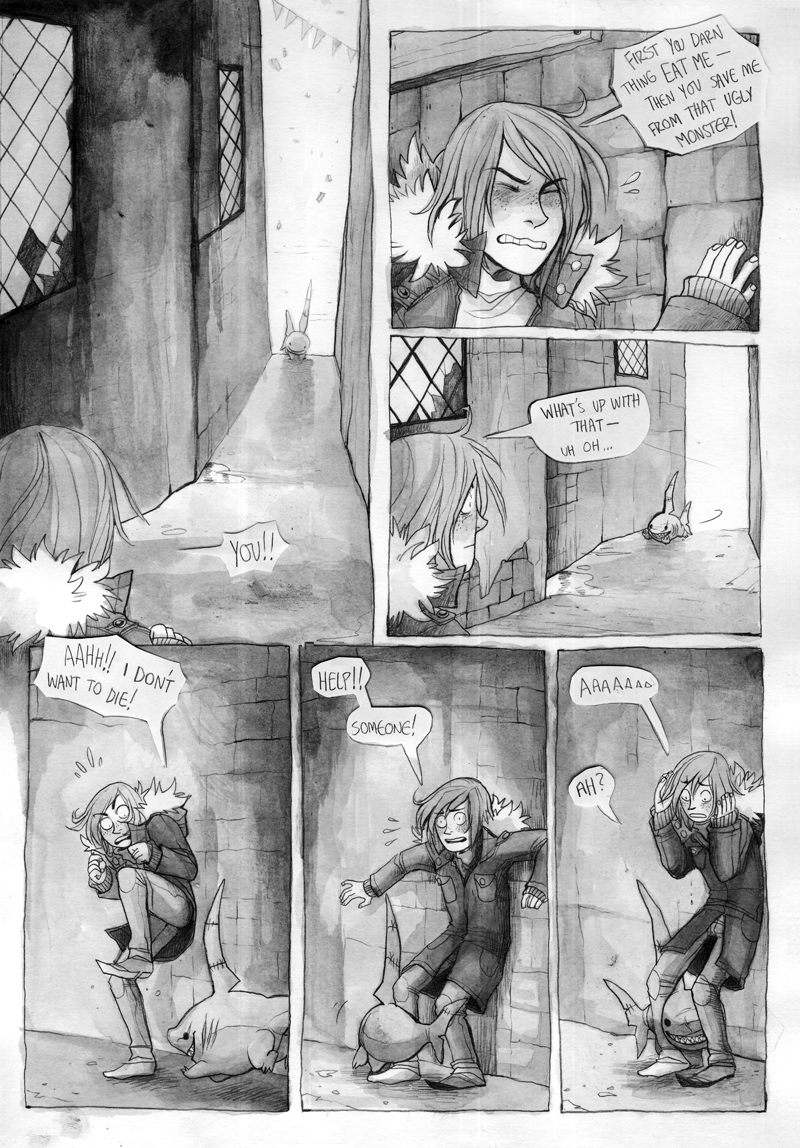 YOU!!
FIRST YOU DARN
THING EAT ME —
THEN YOU SAVE ME
FROM THAT UGLY
MONSTER!
WHAT'S UP WITH
THAT —
UH OH...
AAHH!! I DON'T
WANT TO DIE!
HELP!!
SOMEONE!
AAAAAAA
AH?